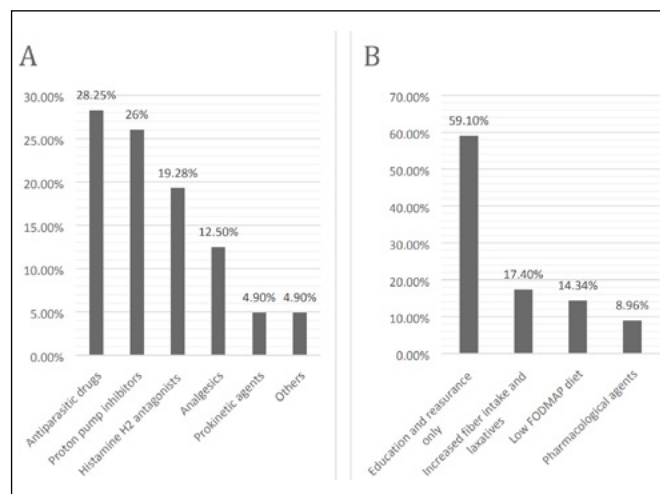 A
30.00%
25.00%
20.00%
15.00%
10.00%
5.00%
0.00%
28.25%
26%
19.28%
12.50%
4.90%
4.90%
Antiparasitic drugs
Proton pump inhibitors
Histamine H2 antagonists
Analgesics
Prokinetic agents
Others
B
70.00%
60.00%
50.00%
40.00%
30.00%
20.00%
10.00%
0.00%
59.10%
17.40%
14.34%
8.96%
Education and reasurance
only
Increased fiber intake and
laxatives
Low FODMAP diet
Pharmacological agents